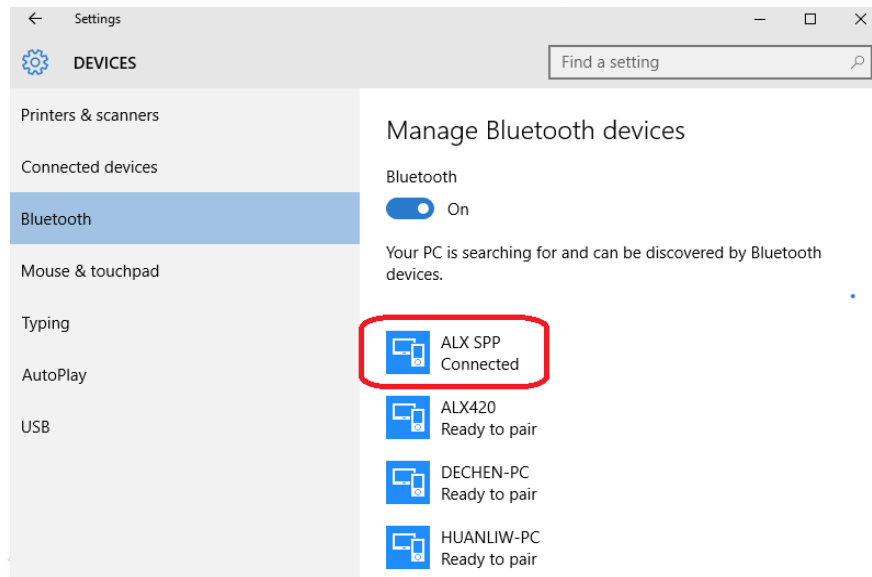 Settings
DEVICES
Find a setting
Printers & scanners
Connected devices
Bluetooth
Mouse & touchpad
Typing
AutoPlay
USB
Manage Bluetooth devices
Bluetooth
On
Your PC is searching for and can be discovered by Bluetooth
devices.
ALX SPP
Connected
ALX420
Ready to pair
DECHEN-PC
Ready to pair
HUANLIW-PC
Ready to pair